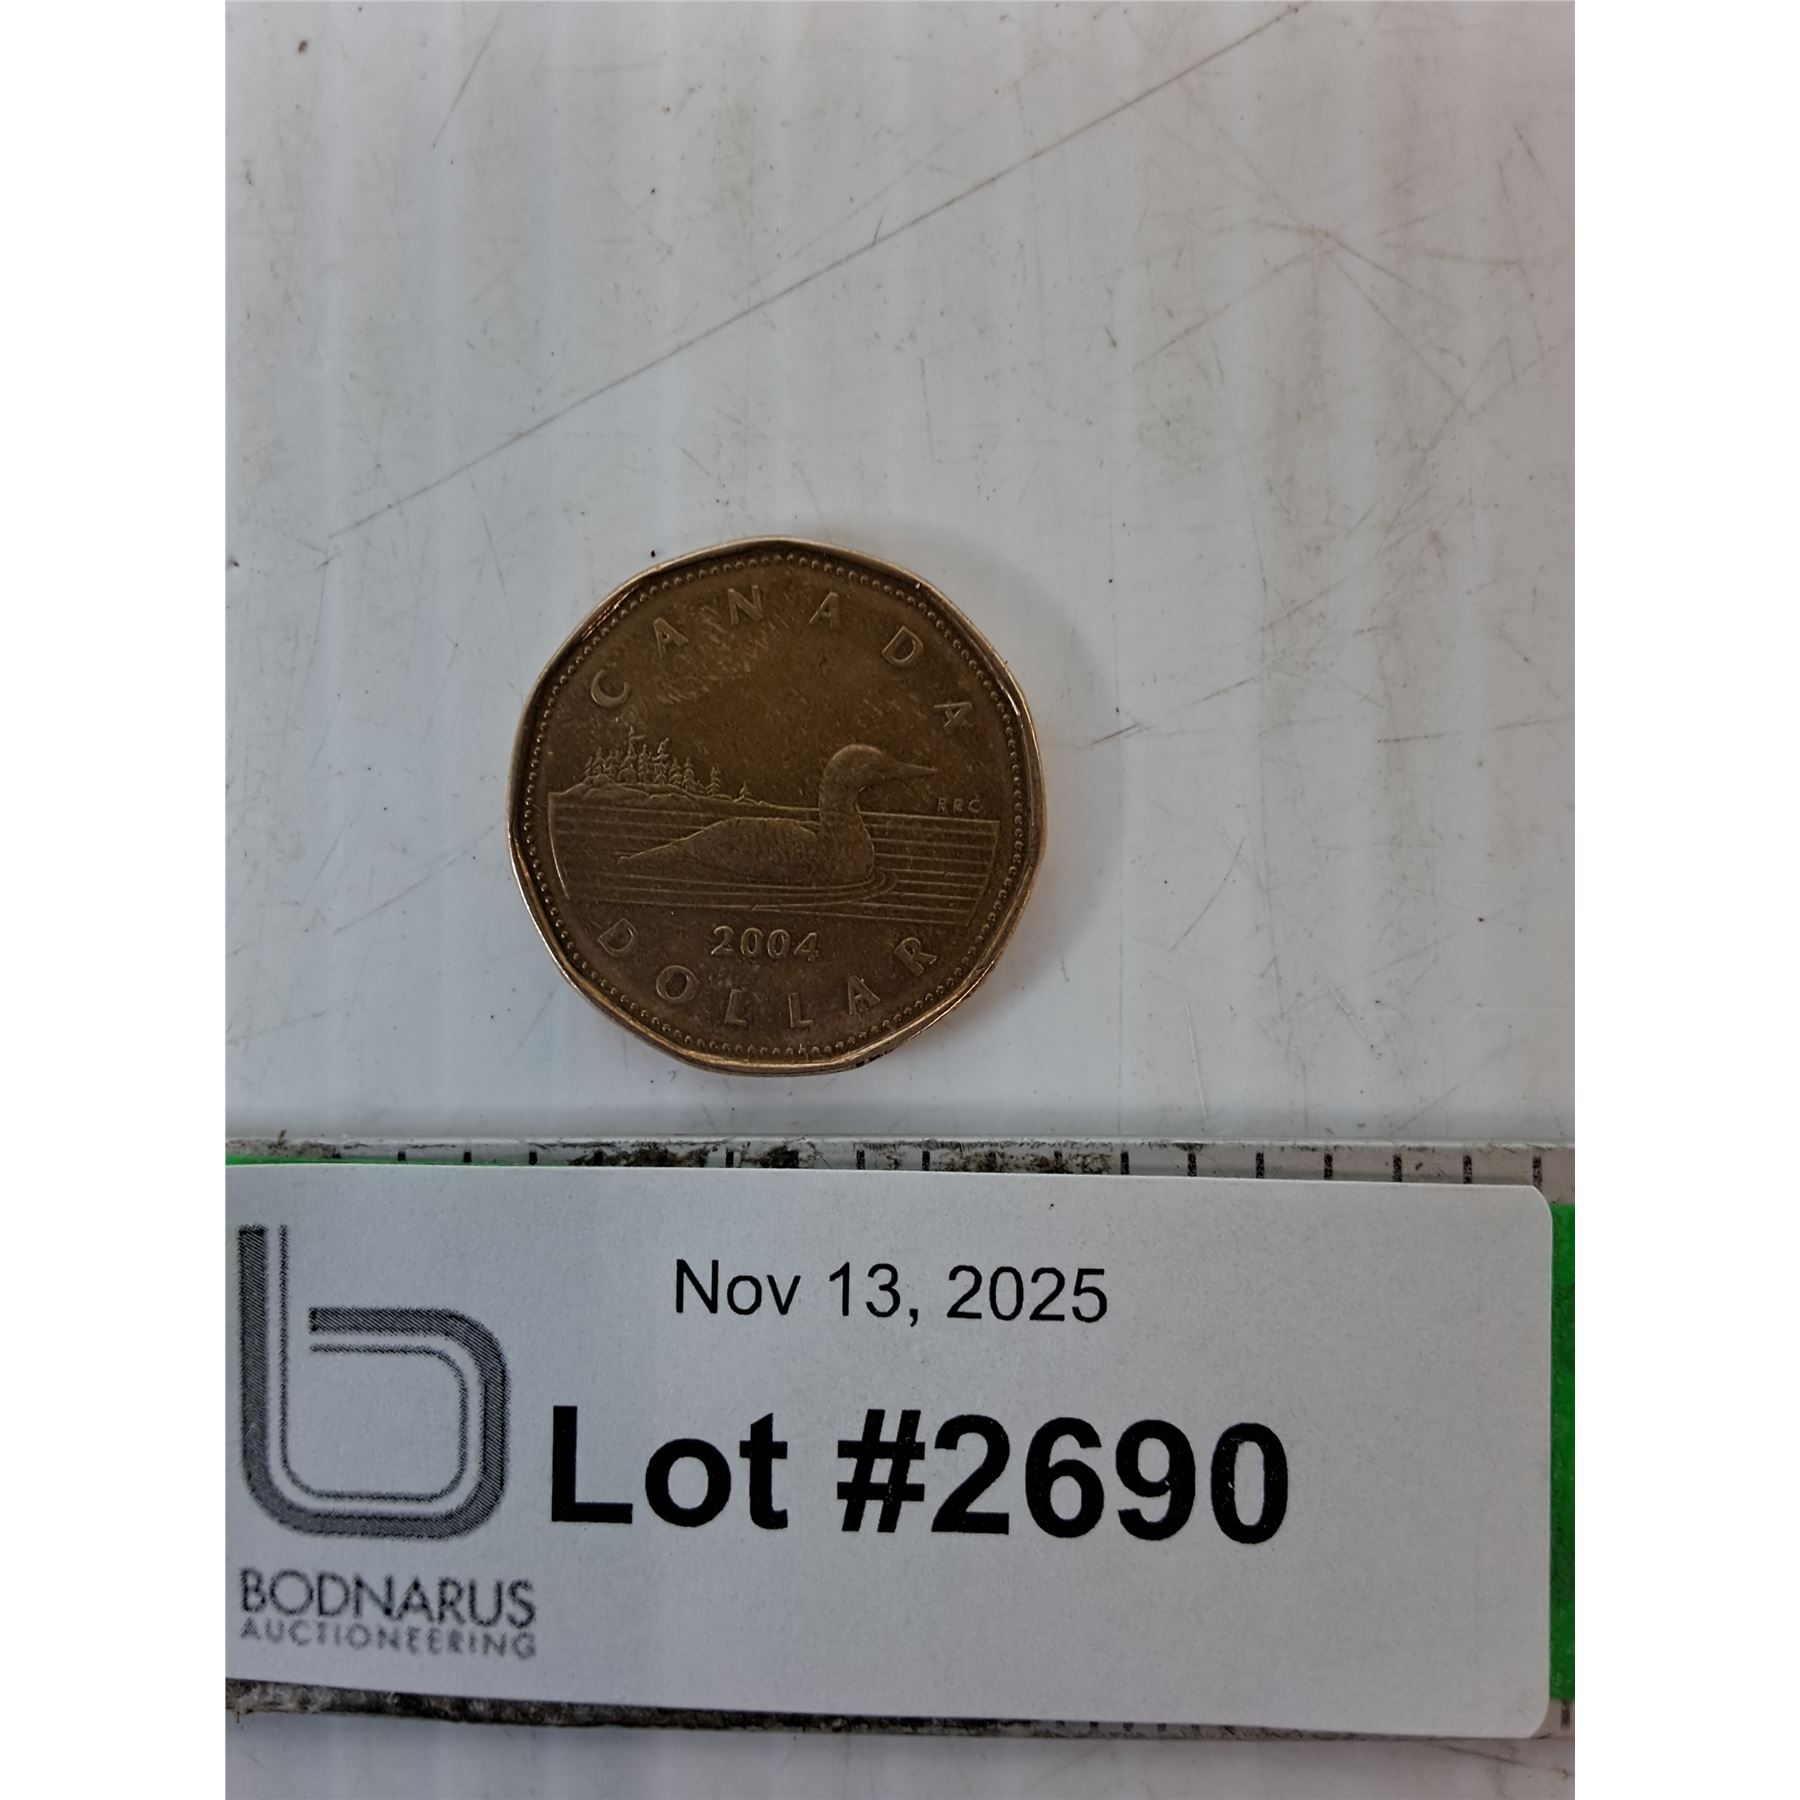 CANADA
RRC
2004
DOLLAR
Nov 13, 2025
Lot #2690
BODNARUS
AUCTIONEERING